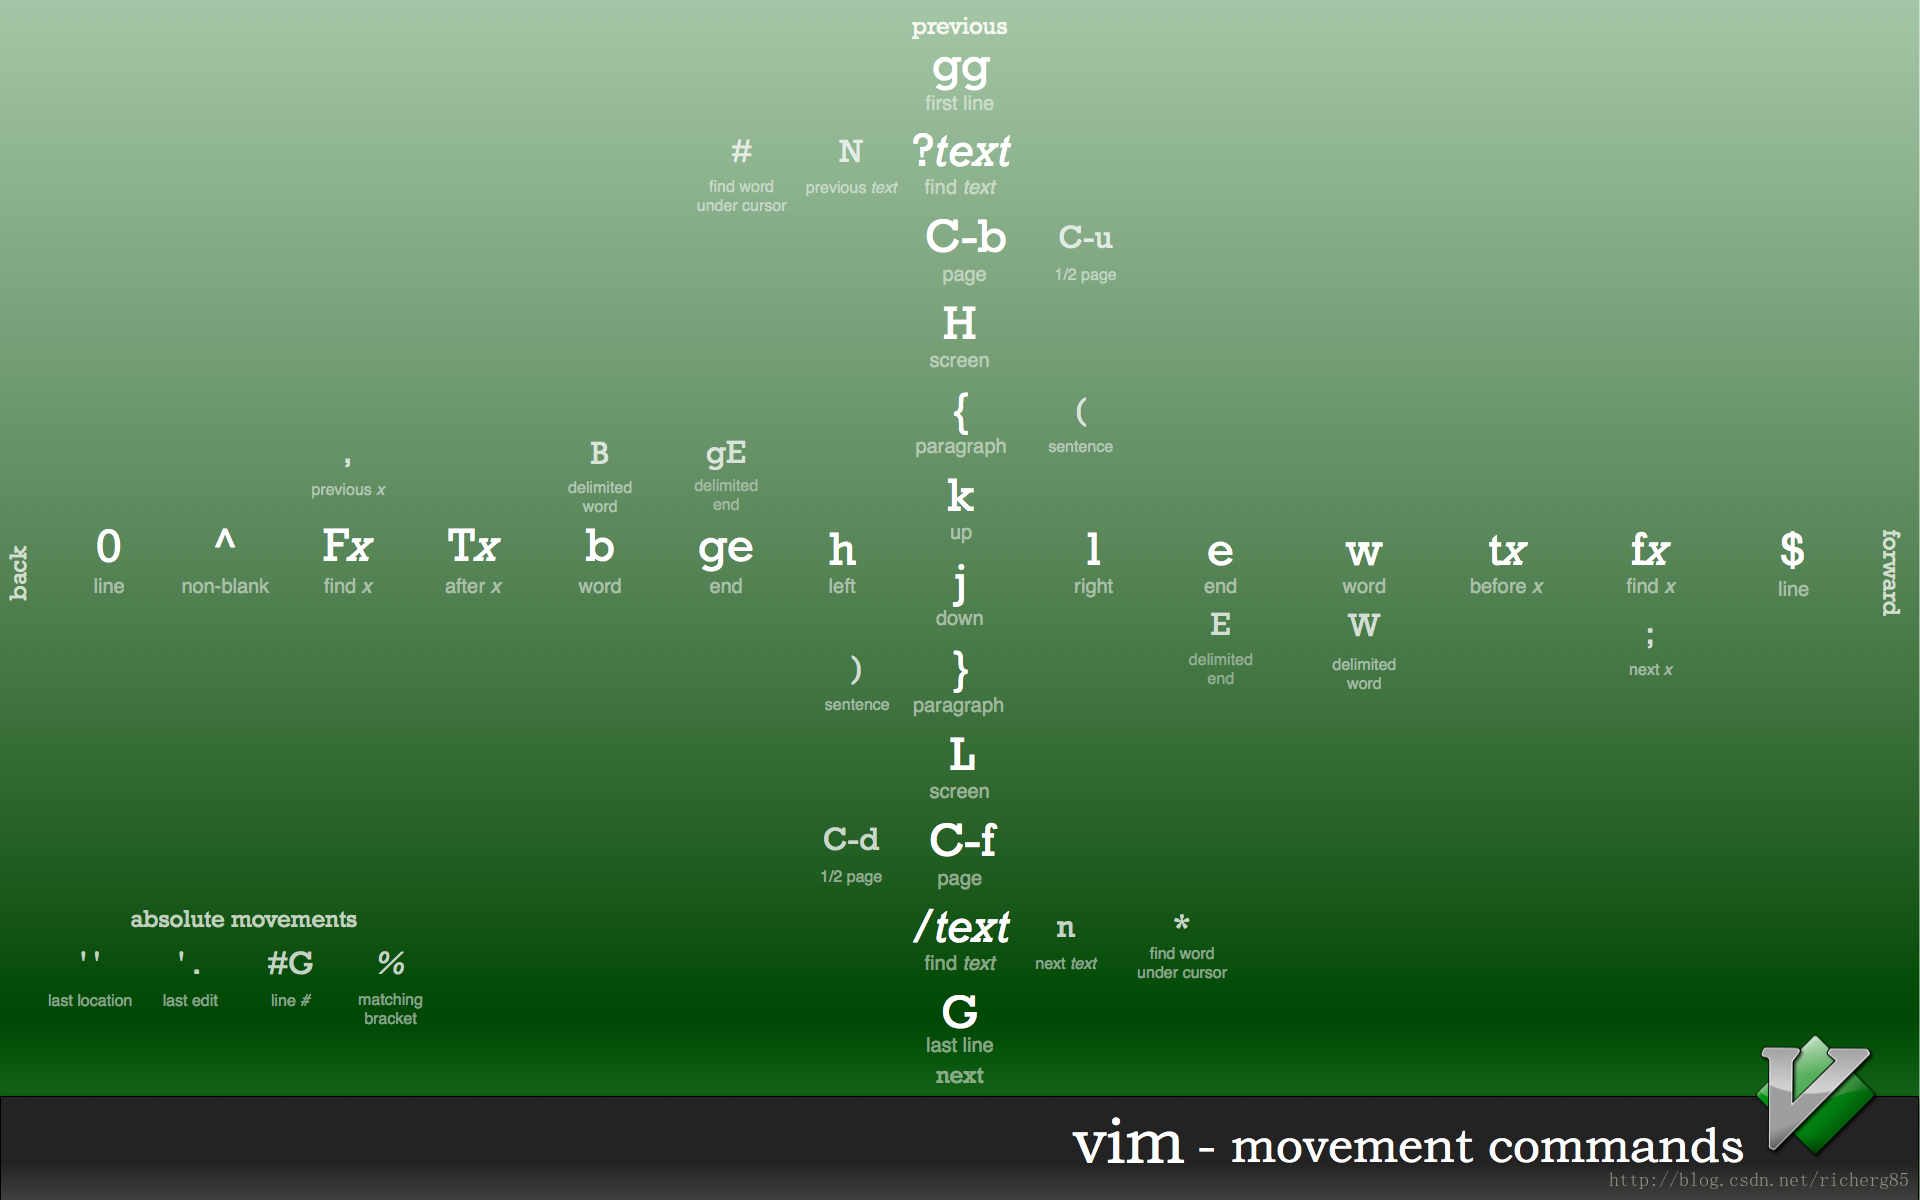 previous
gg
first line
# N ?text
find word previous text find text
under cursor
C-b C-u
page 1/2 page
H
screen
{ (
paragraph sentence
, B gE
previous x delimited delimited
word end
k
up
back 0 ^ Fx Tx b ge h l e w tx fx $ forward
line non-blank find x after x word end left right end word before x find x line
j
down
E W ;
delimited delimited next x
end word
) }
sentence paragraph
L
screen
C-d C-f
1/2 page page
/text n *
find text next text find word
under cursor
absolute movements
' ' ' . #G %
last location last edit line # matching
bracket
G
last line
next
vim - movement commands
http://blog.csdn.net/richerg85